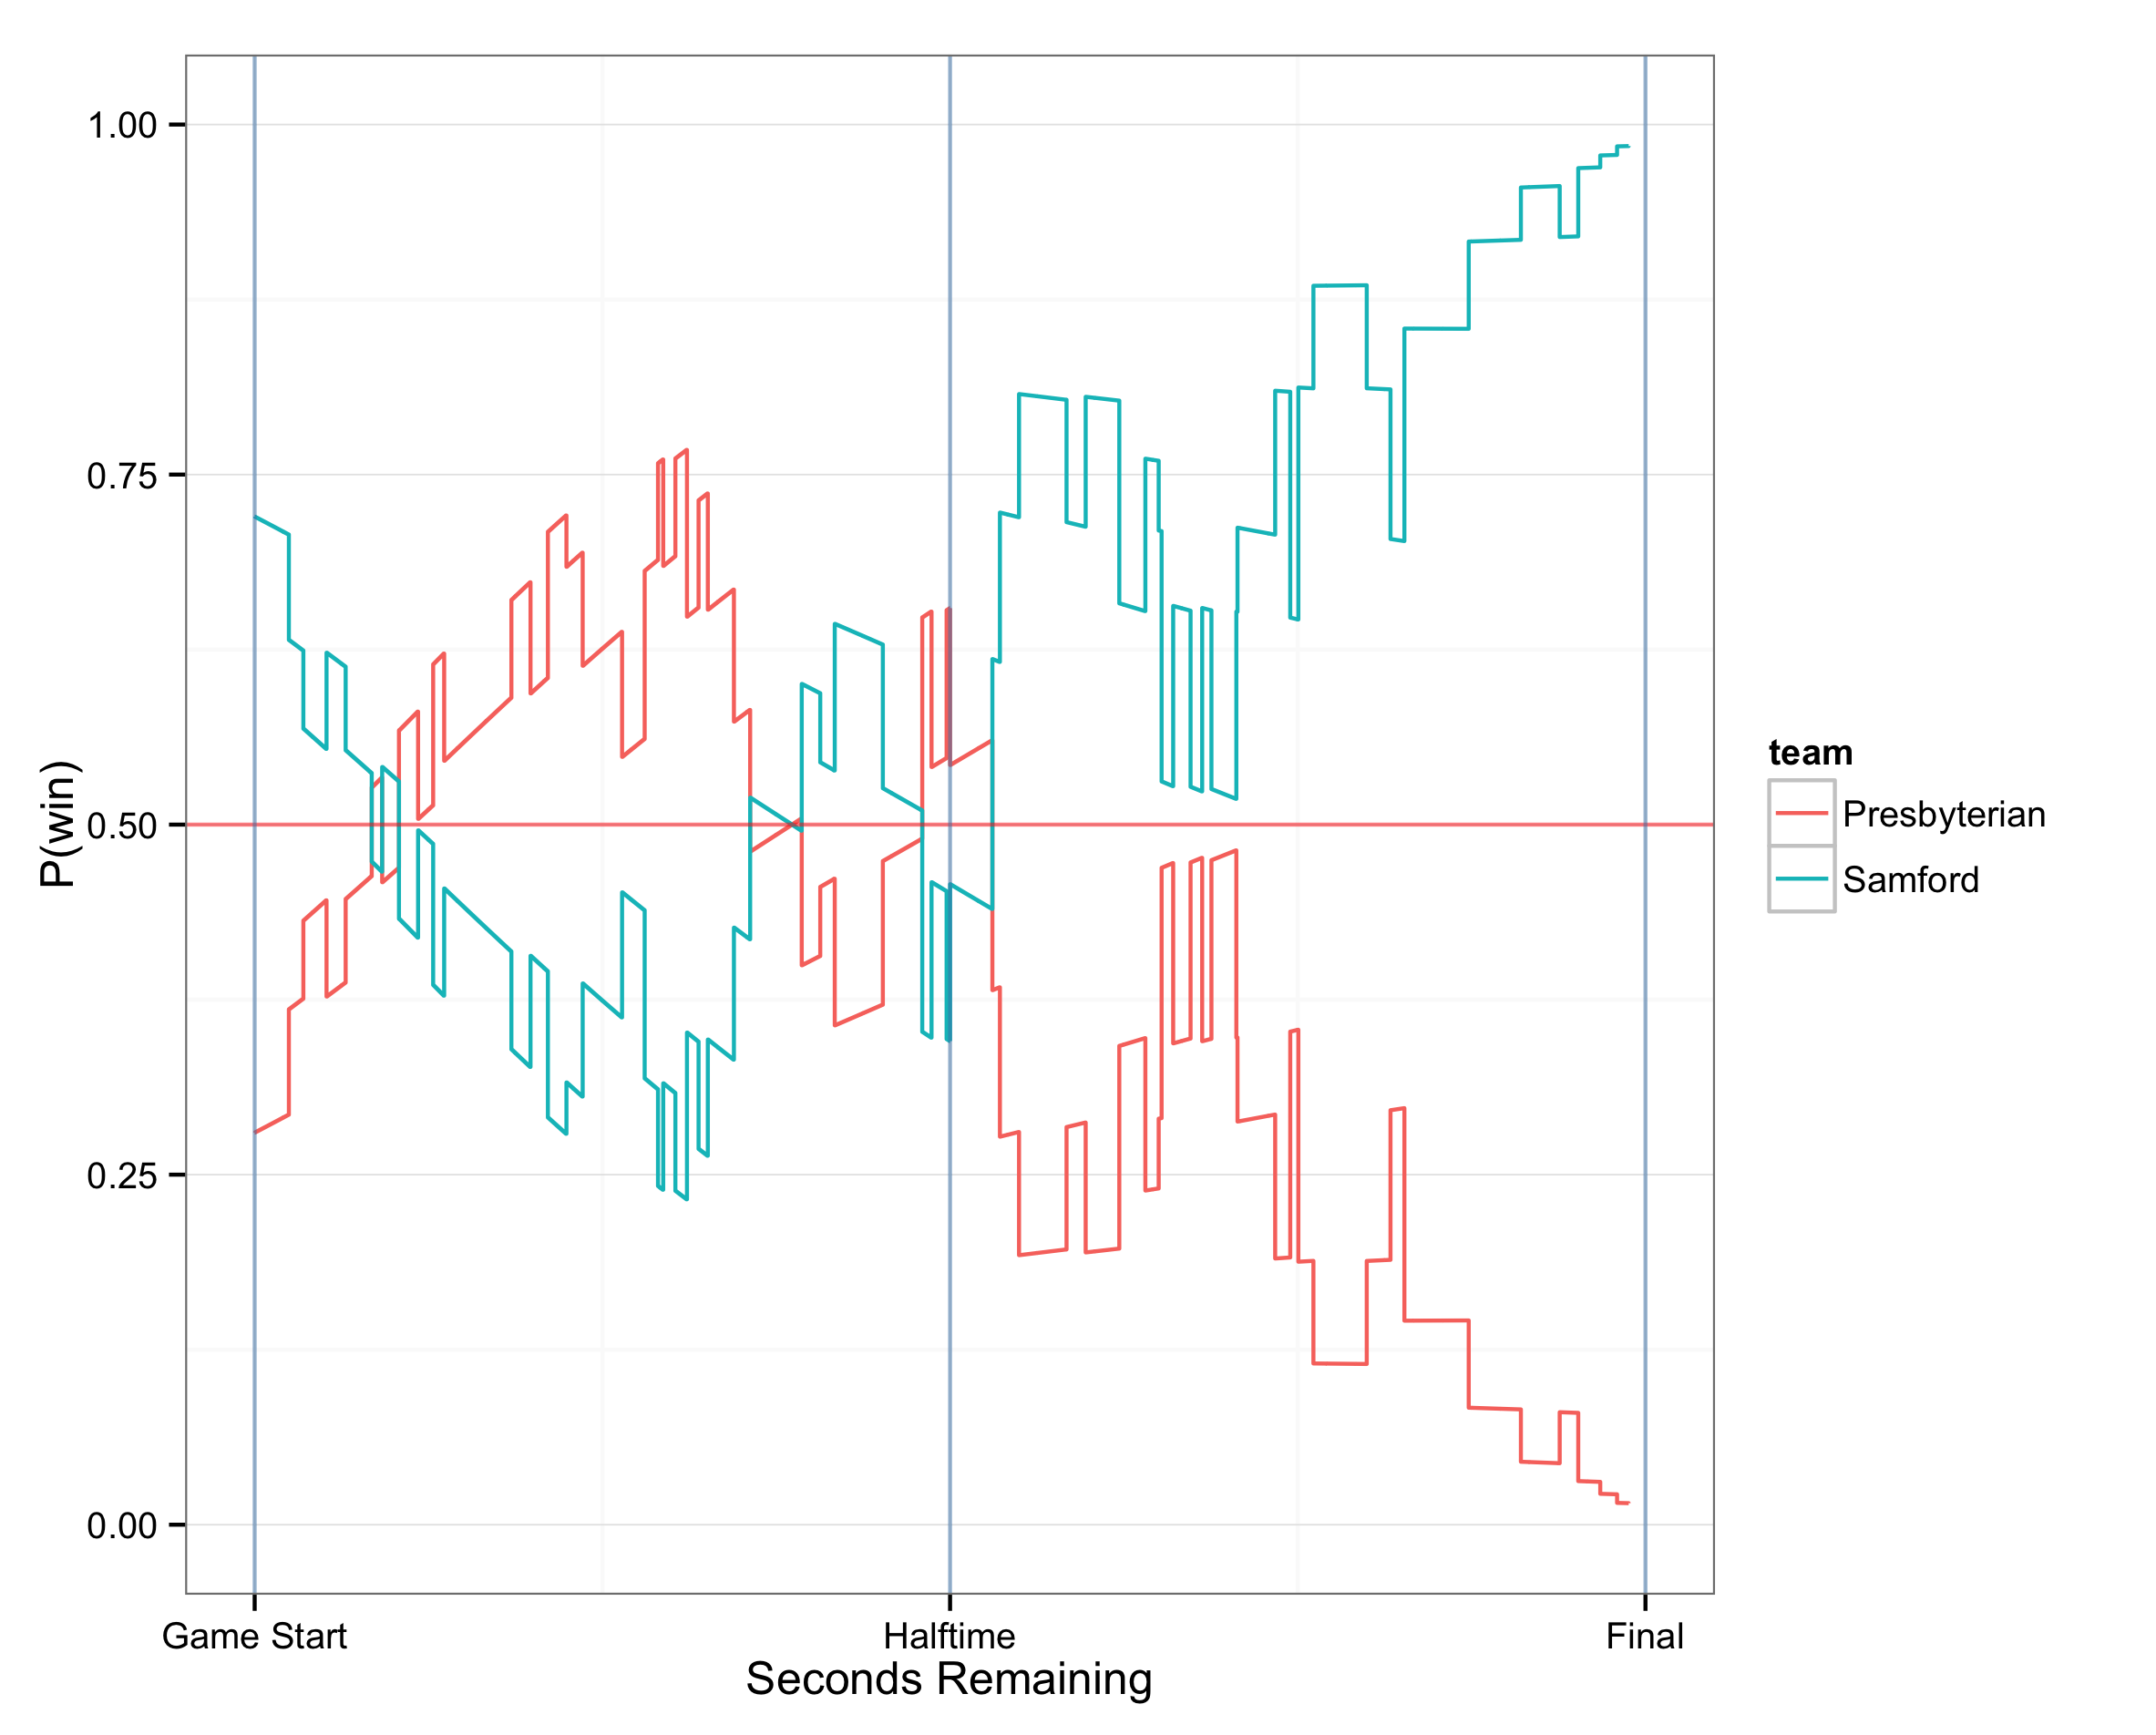 1.00
0.75
0.50
0.25
0.00
P(win)
Game Start
Halftime
Final
Seconds Remaining
team
Presbyterian
Samford